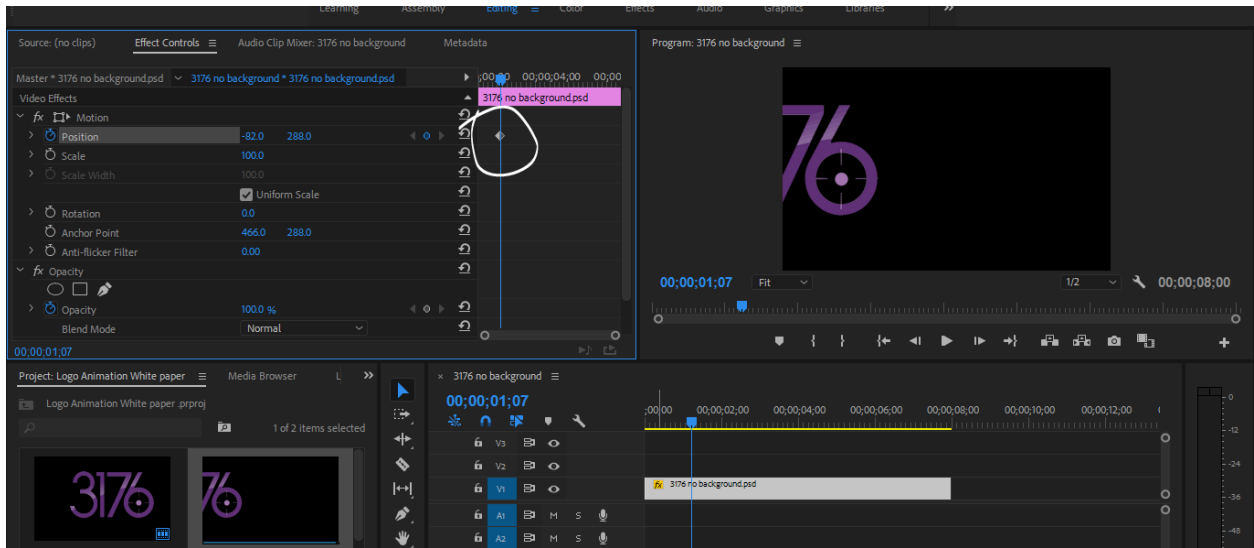 Learning Assembly Editing Color Effects Audio Graphics Libraries
Source: (no clips) Effect Controls Audio Clip Mixer: 3176 no background Metadata
Master * 3176 no background.psd 3176 no background * 3176 no background.psd ;00;00 00;00;04;00 00;00
Video Effects 3176 no background.psd
fx Motion
Position -82.0 288.0
Scale 100.0
Scale Width 100.0
Uniform Scale
Rotation 0.0
Anchor Point 466.0 288.0
Anti-flicker Filter 0.00
fx Opacity
Opacity 100.0 %
Blend Mode Normal
00;00;01;07
Program: 3176 no background
76
00;00;01;07 Fit 1/2 00;00;08;00
Project: Logo Animation White paper Media Browser L
Logo Animation White paper .prproj
1 of 2 items selected
3176 76
3176 no background
00;00;01;07
;00;00 00;00;02;00 00;00;04;00 00;00;06;00 00;00;08;00 00;00;10;00 00;00;12;00
V3
V2
V1 fx 3176 no background.psd
A1 M S
A2 M S
0
-12
-24
-36
-48